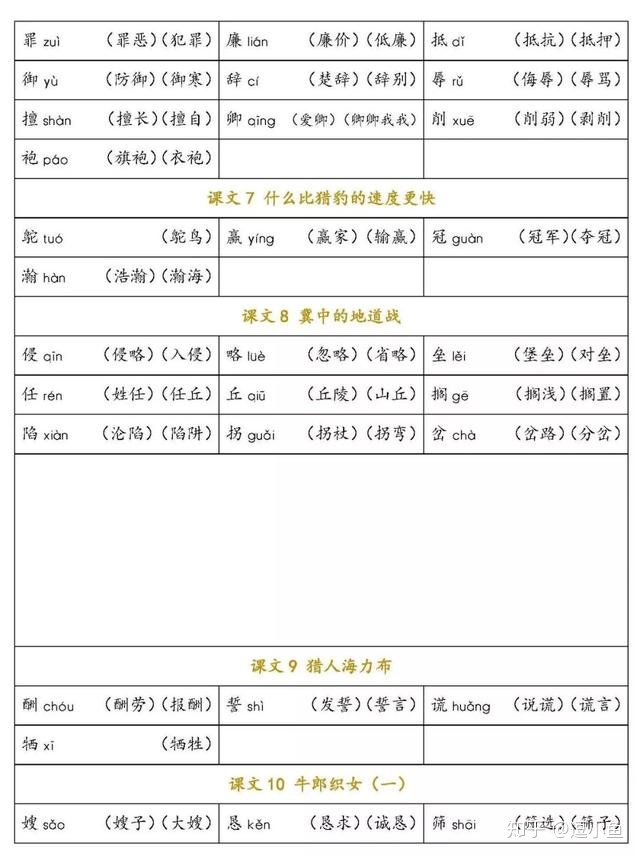 罪 zuì （罪恶）（犯罪） 廉 lián （廉价）（低廉） 抵 dǐ （抵抗）（抵押）
御 yù （防御）（御寒） 辞 cí （楚辞）（辞别） 辱 rǔ （侮辱）（辱骂）
擅 shàn （擅长）（擅自） 卿 qīng （爱卿）（卿卿我我） 削 xuē （削弱）（剥削）
袍 páo （旗袍）（衣袍）
课文 7 什么比猎豹的速度更快
鸵 tuó （鸵鸟） 赢 yíng （赢家）（输赢） 冠 guàn （冠军）（夺冠）
瀚 hàn （浩瀚）（瀚海）
课文 8 冀中的地道战
侵 qīn （侵略）（入侵） 略 luè （忽略）（省略） 垒 lěi （堡垒）（对垒）
任 rén （姓任）（任丘） 丘 qiū （丘陵）（山丘） 搁 gē （搁浅）（搁置）
陷 xiàn （沦陷）（陷阱） 拐 guǎi （拐杖）（拐弯） 岔 chà （岔路）（分岔）
课文 9 猎人海力布
酬 chóu （酬劳）（报酬） 誓 shì （发誓）（誓言） 谎 huǎng （说谎）（谎言）
牺 xī （牺牲）
课文 10 牛郎织女（一）
嫂 sǎo （嫂子）（大嫂） 恳 kěn （恳求）（诚恳） 筛 shāi （筛选）（筛子）
知乎 @逗小鱼